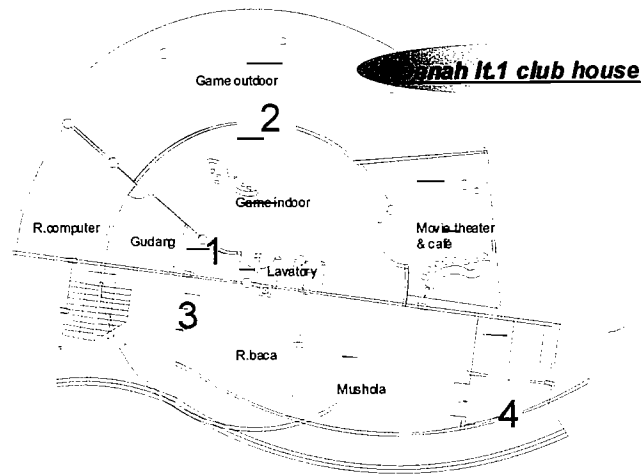 lt.1 club house
Game outdoor
2
Game indoor
R.computer
Gudang
1
Movie theater
& café
Lavatory
3
R.baca
Mushola
4